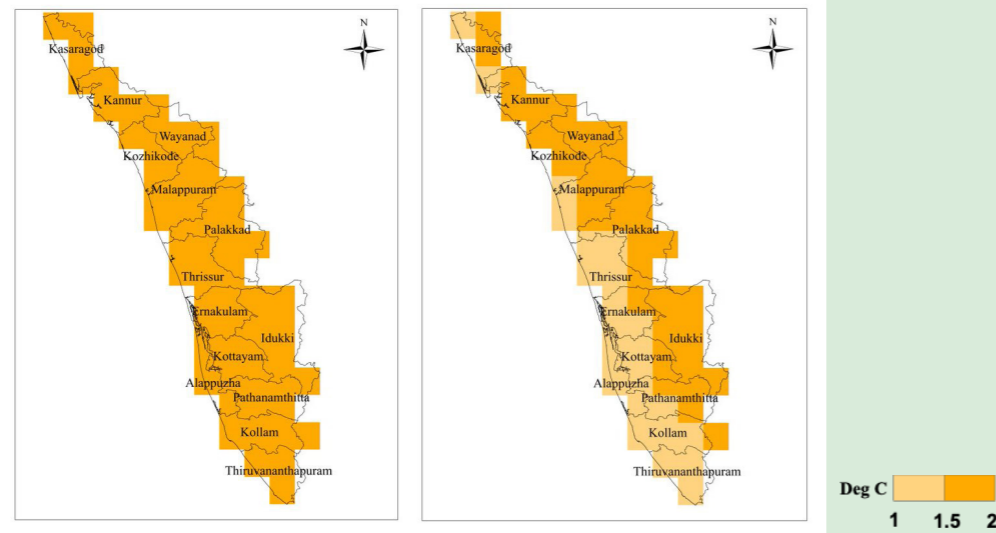 N
Kasaragod
Kannur
Wayanad
Kozhikode
Malappuram
Palakkad
Thrissur
Ernakulam
Idukki
Kottayam
Alappuzha
Pathanamthitta
Kollam
Thiruvananthapuram
N
Kasaragod
Kannur
Wayanad
Kozhikode
Malappuram
Palakkad
Thrissur
Ernakulam
Idukki
Kottayam
Alappuzha
Pathanamthitta
Kollam
Thiruvananthapuram
Deg C
1 1.5 2